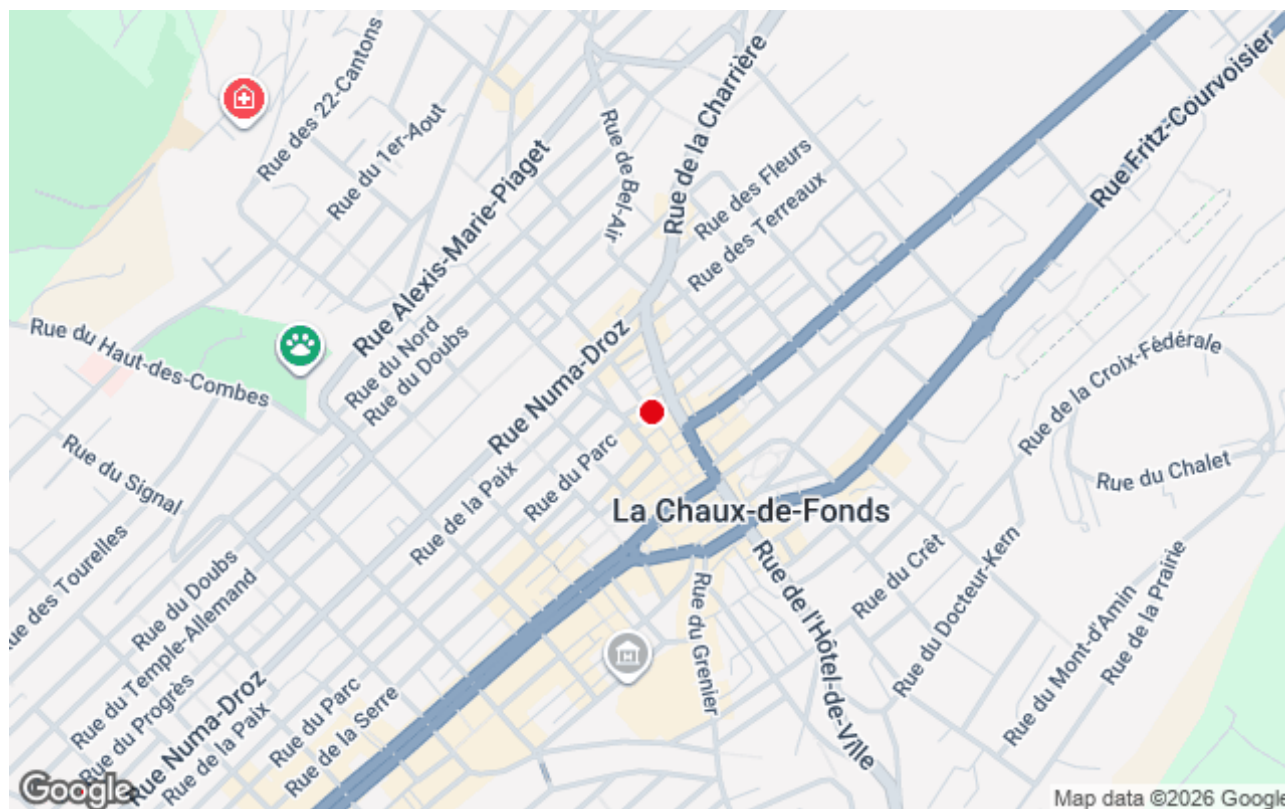 Rue des 22-Cantons
Rue du 1er-Aout
Rue Alexis-Marie-Piaget
Rue de Bel-Air
Rue de la Charrière
Rue des Fleurs
Rue des Terreaux
Rue Fritz-Courvoisier
Rue du Haut-des-Combes
Rue du Nord
Rue du Doubs
Rue Numa-Droz
Rue de la Croix-Fédérale
Rue du Chalet
Rue du Signal
Rue de la Paix
Rue du Parc
La Chaux-de-Fonds
ue des Tourelles
Rue du Doubs
Rue du Temple-Allemand
Rue du Progrès
Rue Numa-Droz
Rue de la Paix
Rue du Parc
Rue de la Serre
Rue du Grenier
Rue de l'Hôtel-de-Ville
Rue du Crêt
Rue du Docteur-Kern
Rue du Mont-d'Amin
Rue de la Prairie
Google
Map data ©2026 Google